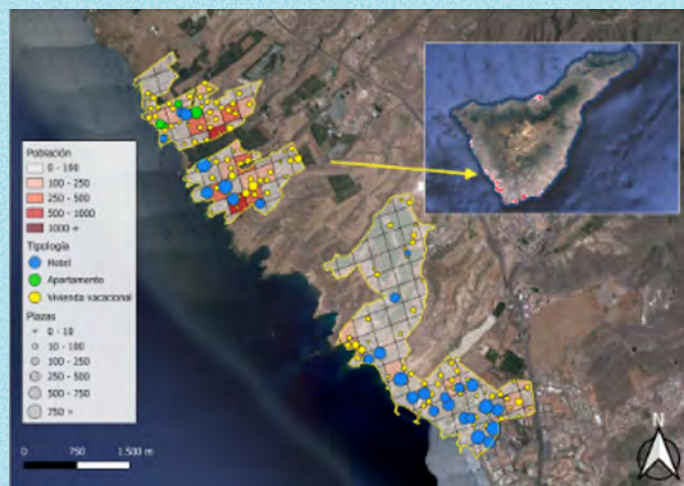 Población
0 - 100
100 - 250
250 - 500
500 - 1000
1000 +
Tipología
Hotel
Apartamento
Vivienda vacacional
Plazas
0 - 10
10 - 100
100 - 250
250 - 500
500 - 750
750 +
0 750 1.500 m
N